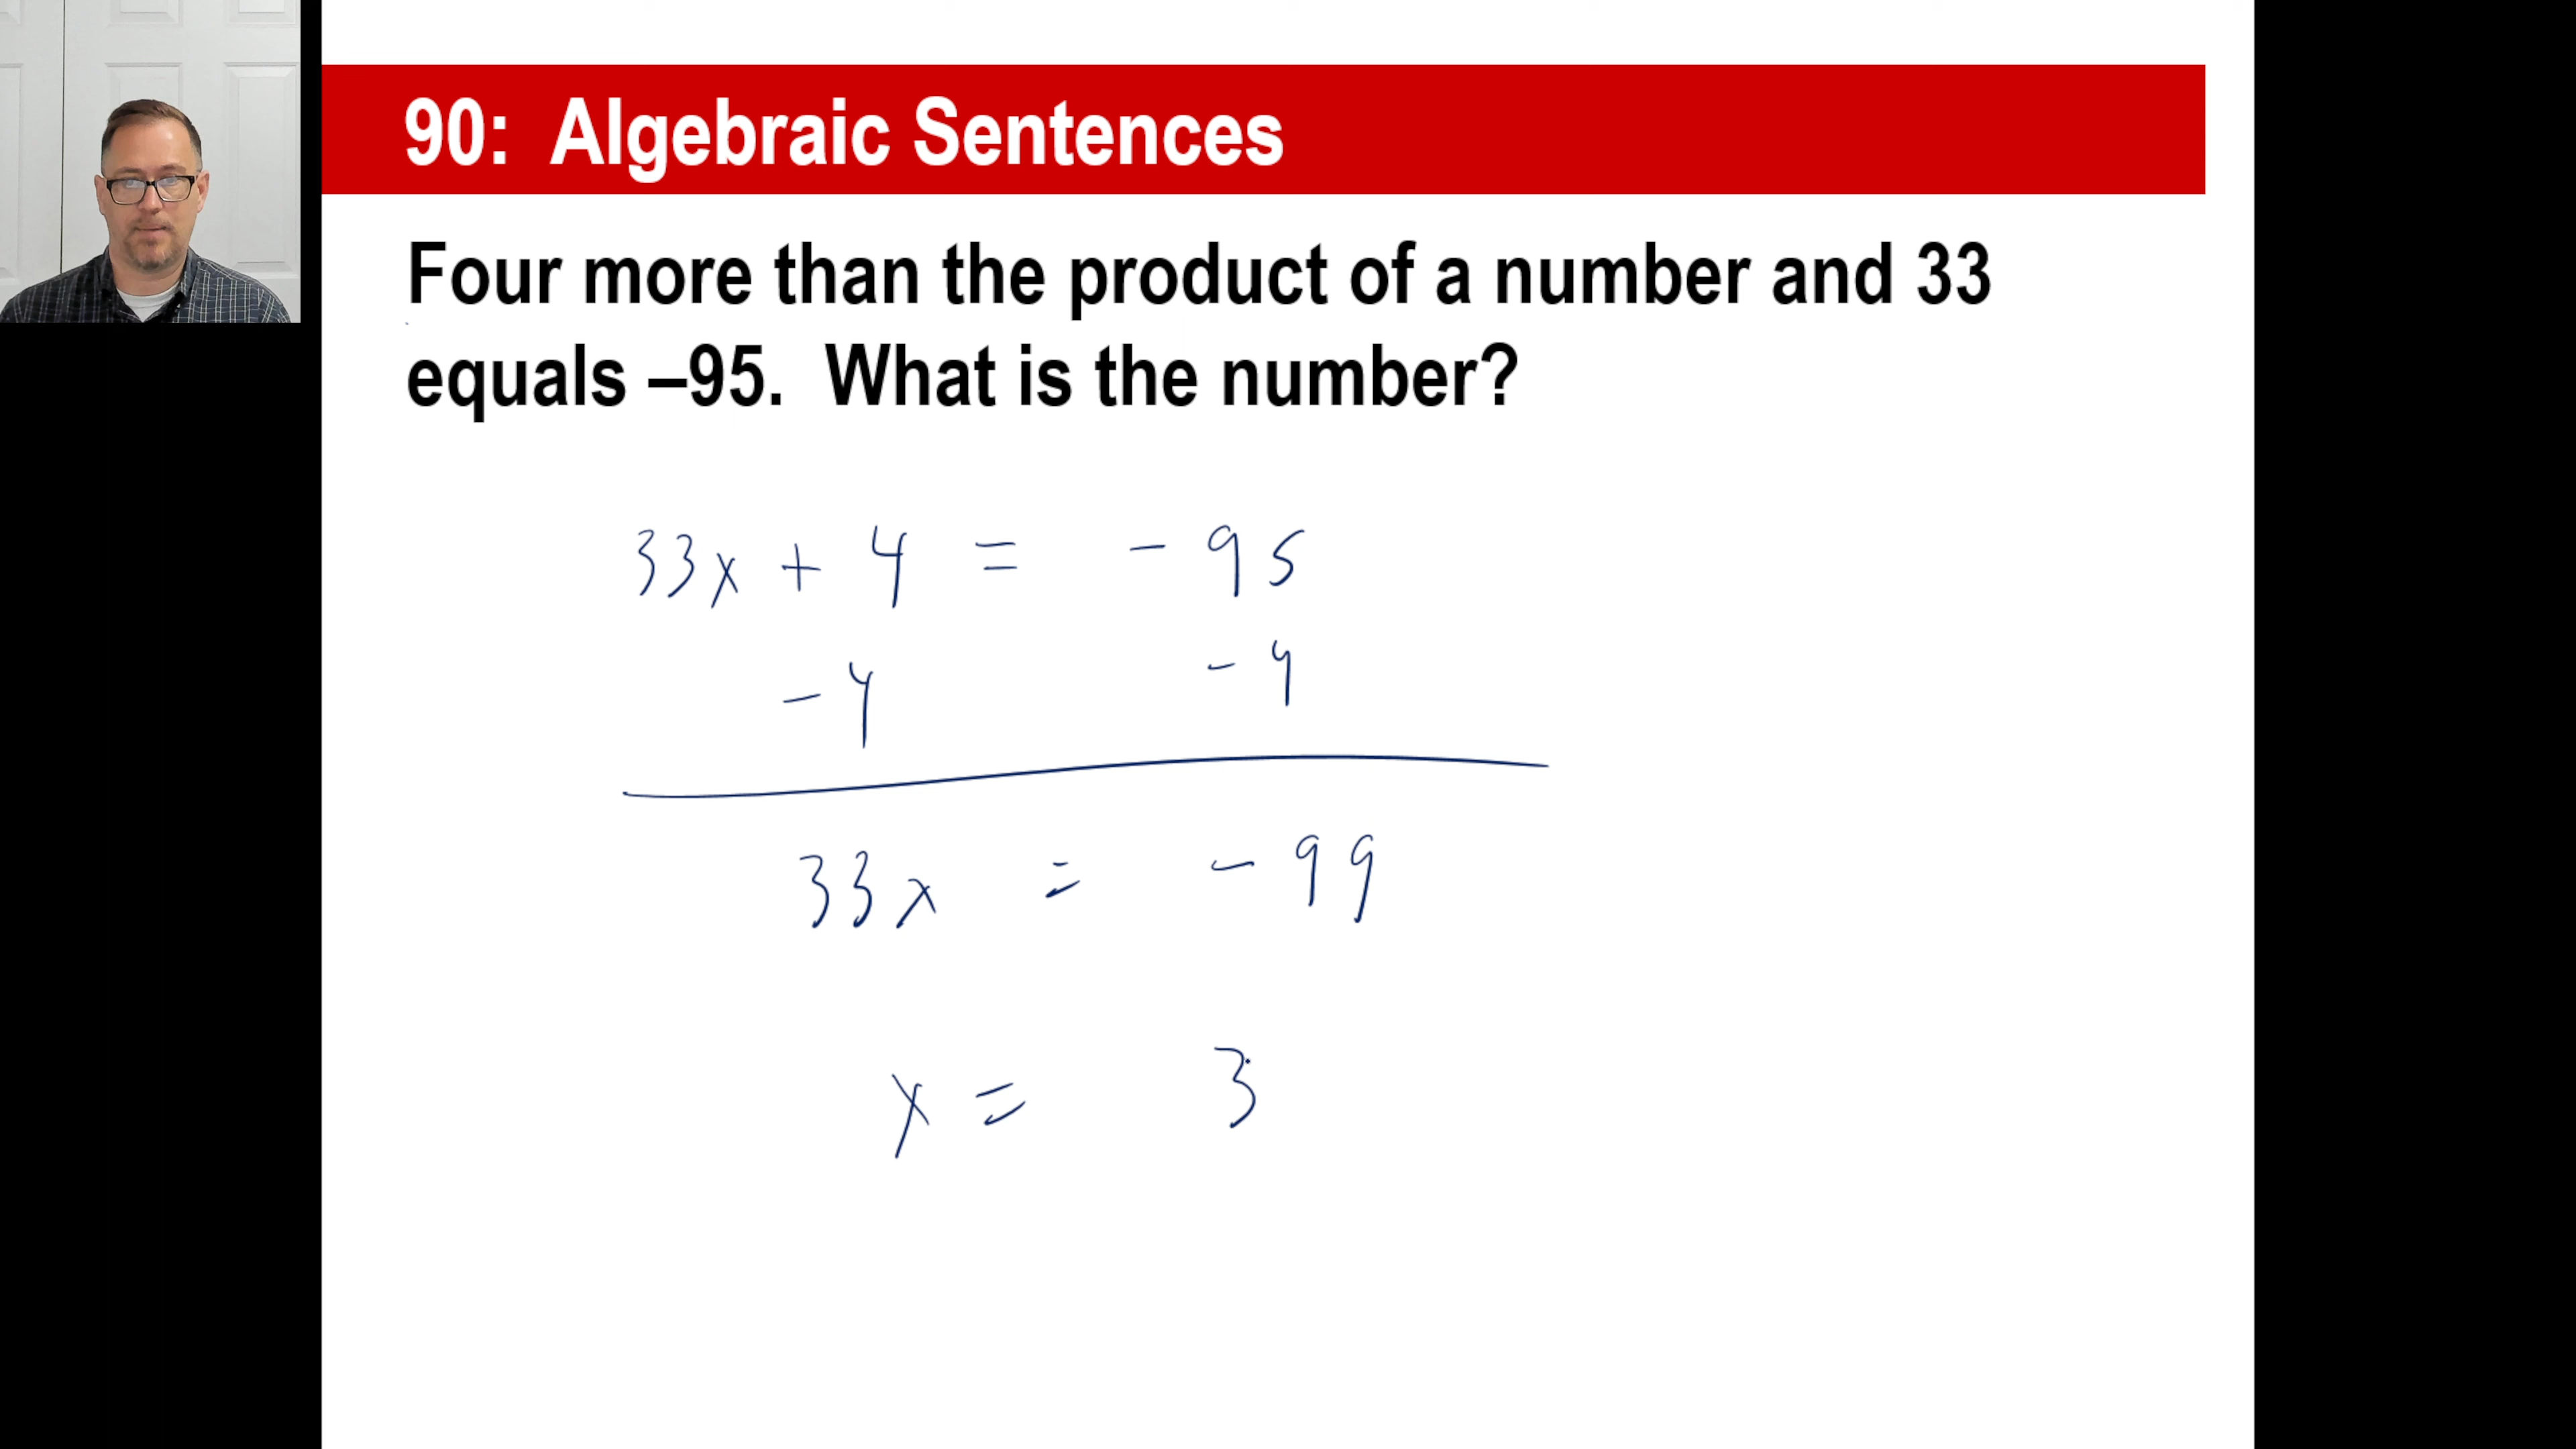 90: Algebraic Sentences
Four more than the product of a number and 33
equals –95. What is the number?
33x + 4 = - 95
- 4 - 4
33x = - 99
x = 3